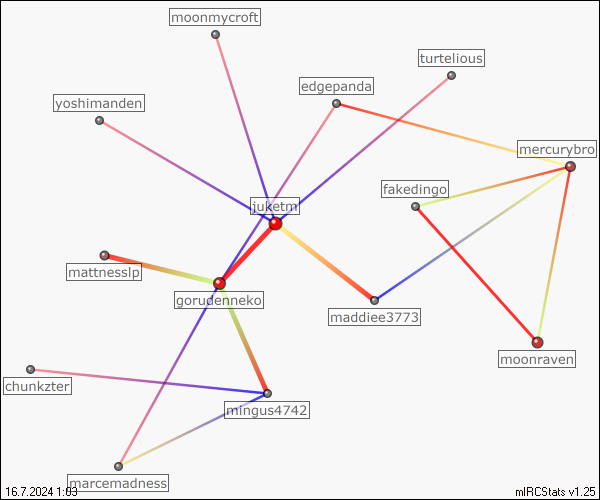 moonmycroft
turtelious
edgepanda
yoshimanden
mercurybro
fakedingo
juketm
mattnesslp
gorudenneko
maddiee3773
moonraven
chunkzter
mingus4742
marcemadness
16.7.2024 1:03
mIRCStats v1.25